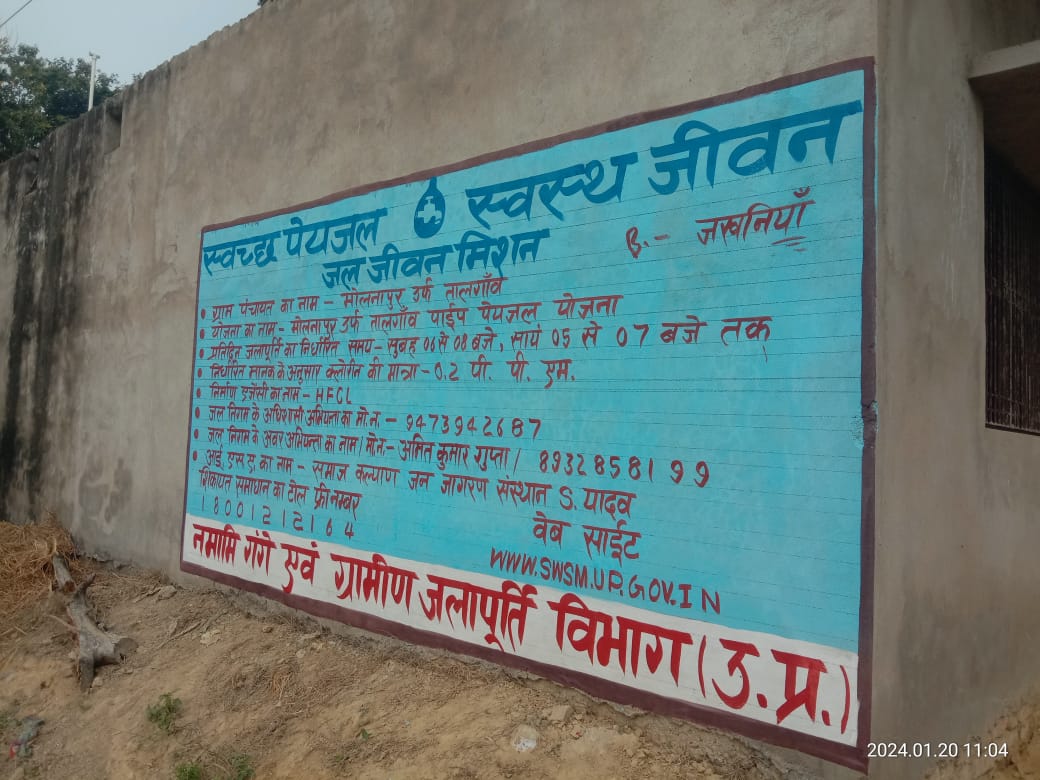 स्वच्छ पेयजल स्वस्थ जीवन
जल जीवन मिशन
B.- जखनियाँ
• ग्राम पंचायत का नाम - मोलनापुर उर्फ तालगाँव
• योजना का नाम - मोलनापुर उर्फ तालगाँव पाईप पेयजल योजना
• प्रतिदिन जलापूर्ति का निर्धारित समय - सुबह 06 से 08 बजे, सायं 05 से 07 बजे तक
• निर्धारित मानक के अनुसार क्लोरीन की मात्रा - 0.2 पी. पी. एम.
• निर्माण एजेंसी का नाम - HFCL
• जल निगम के अधिशासी अभियन्ता का मो.न. - 9473942687
• जल निगम के अवर अभियन्ता का नाम / मो.न.- अमित कुमार गुप्ता / 8932858199
• आई. एस. ए. का नाम - समाज कल्याण जन जागरण संस्थान S. यादव
शिकायत समाधान का टोल फ्री नम्बर
18001212164
वेब साईट
WWW.SWSM.UP.GOV.IN
नमामि गंगे एवं ग्रामीण जलापूर्ति विभाग (उ.प्र.)
2024.01.20 11:04